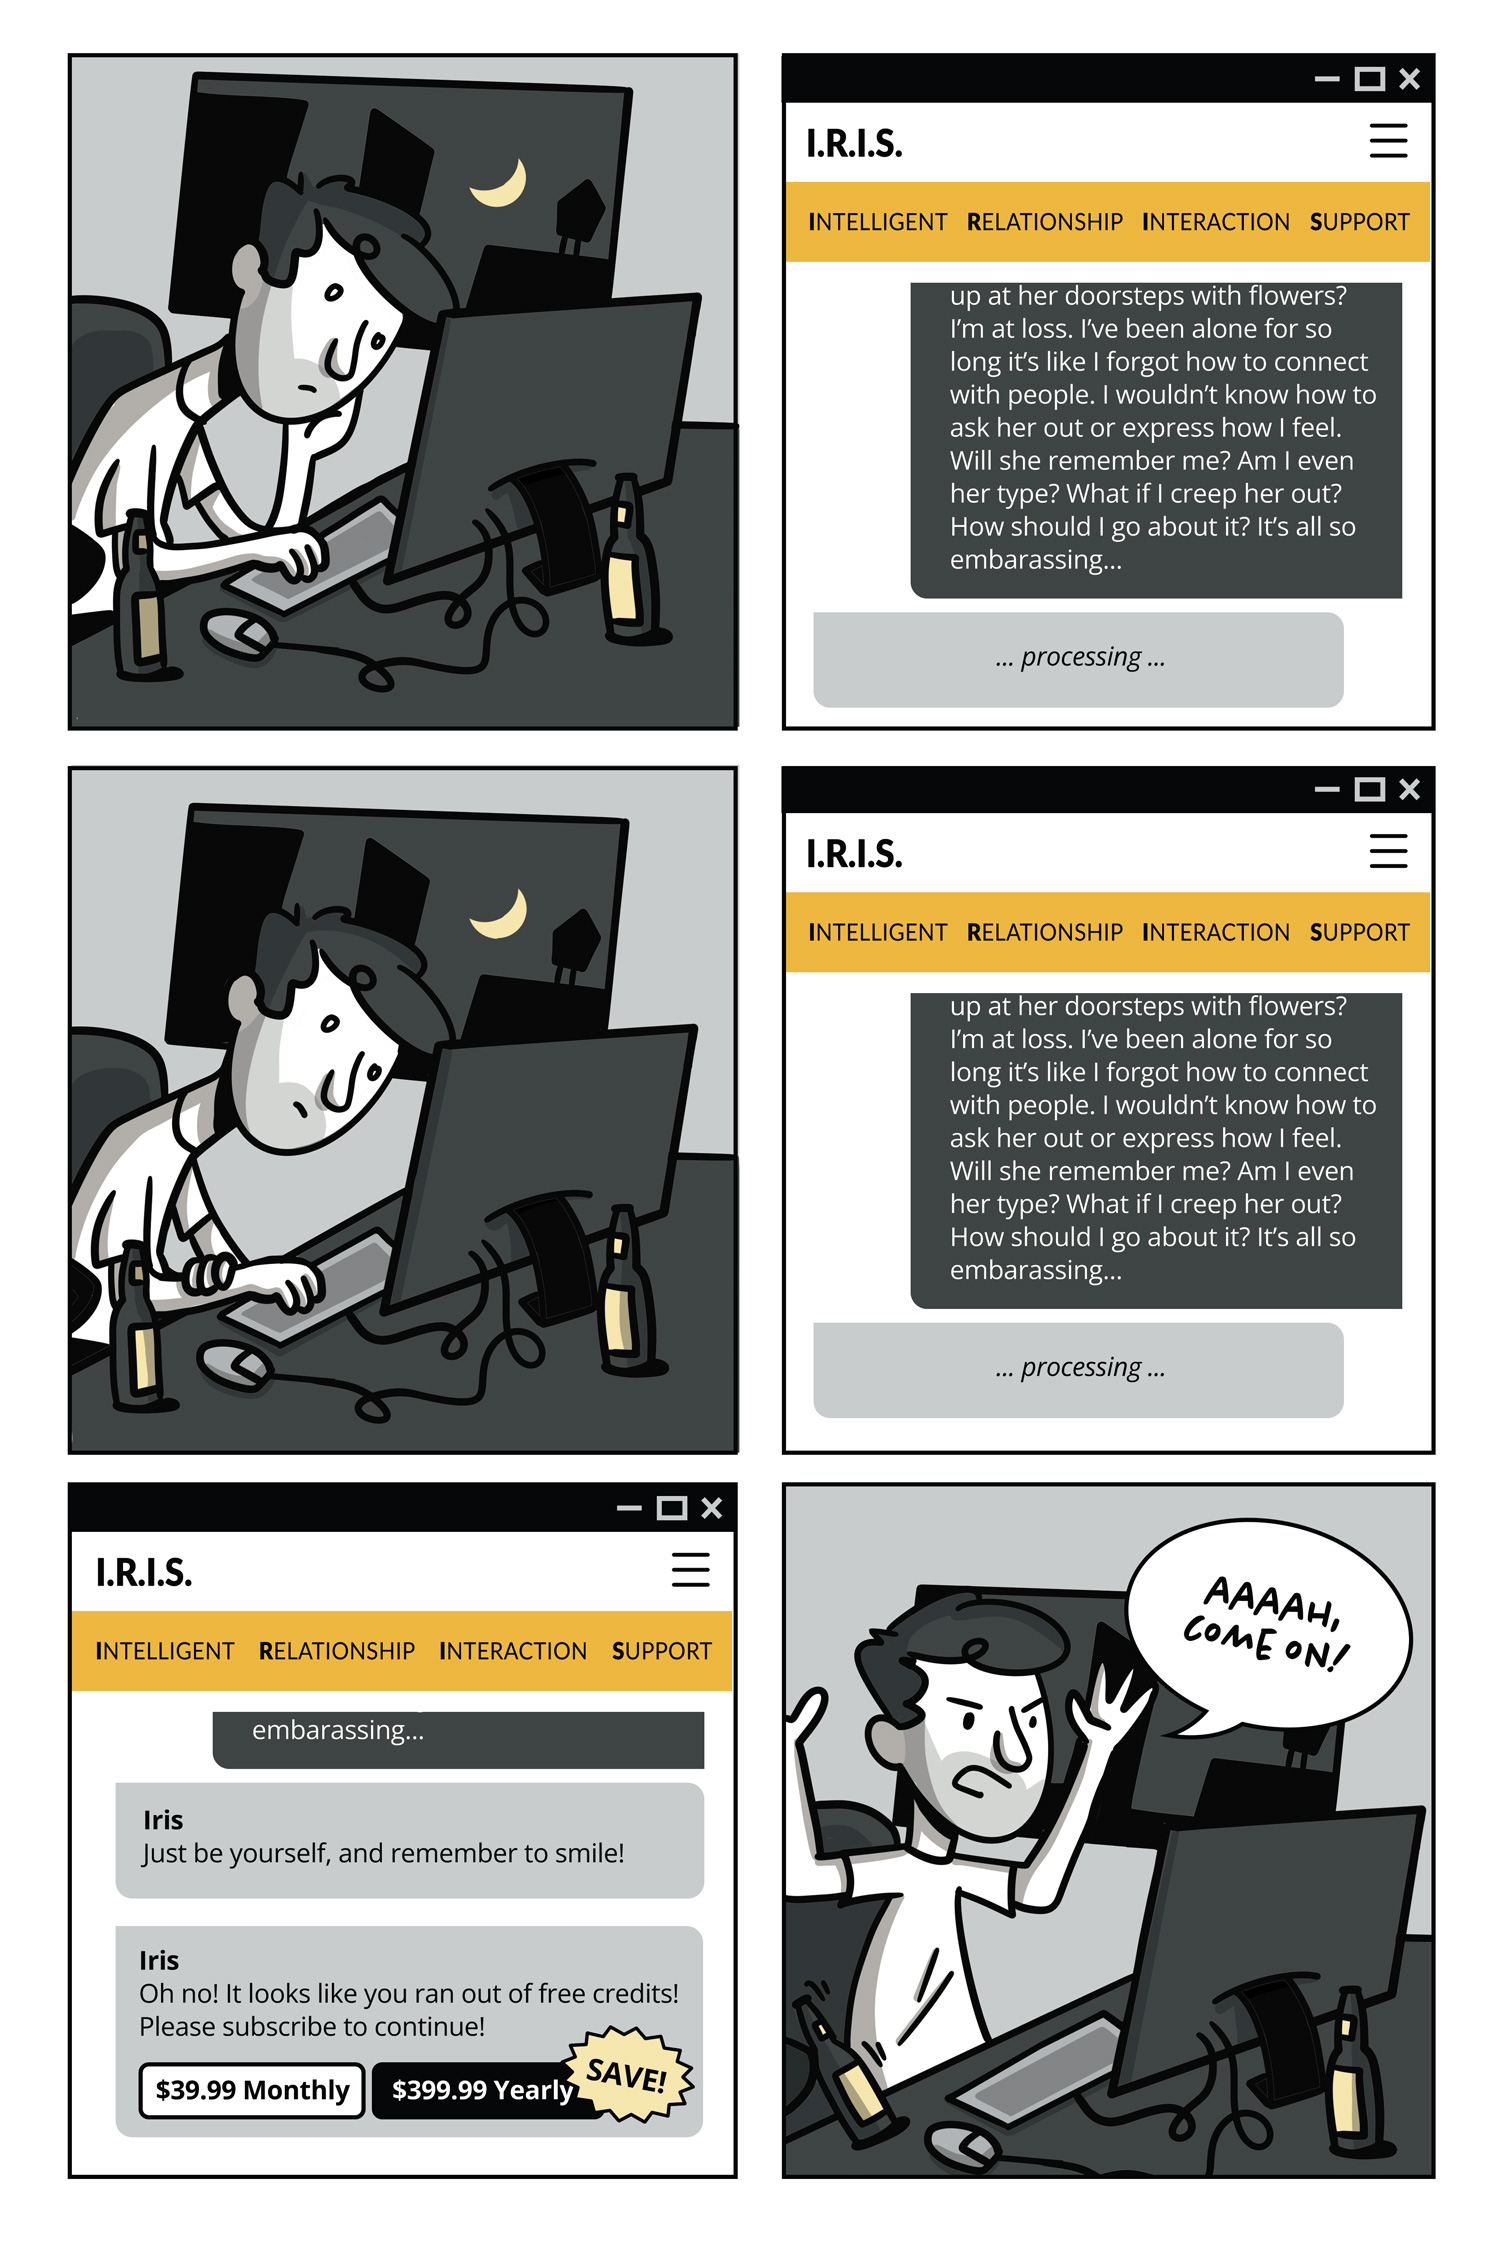 I.R.I.S.
INTELLIGENT RELATIONSHIP INTERACTION SUPPORT
up at her doorsteps with flowers?
I'm at loss. I've been alone for so
long it's like I forgot how to connect
with people. I wouldn't know how to
ask her out or express how I feel.
Will she remember me? Am I even
her type? What if I creep her out?
How should I go about it? It's all so
embarassing...
... processing ...
I.R.I.S.
INTELLIGENT RELATIONSHIP INTERACTION SUPPORT
up at her doorsteps with flowers?
I'm at loss. I've been alone for so
long it's like I forgot how to connect
with people. I wouldn't know how to
ask her out or express how I feel.
Will she remember me? Am I even
her type? What if I creep her out?
How should I go about it? It's all so
embarassing...
... processing ...
I.R.I.S.
INTELLIGENT RELATIONSHIP INTERACTION SUPPORT
embarassing...
Iris
Just be yourself, and remember to smile!
Iris
Oh no! It looks like you ran out of free credits!
Please subscribe to continue!
$39.99 Monthly
$399.99 Yearly
SAVE!
AAAAH,
COME ON!